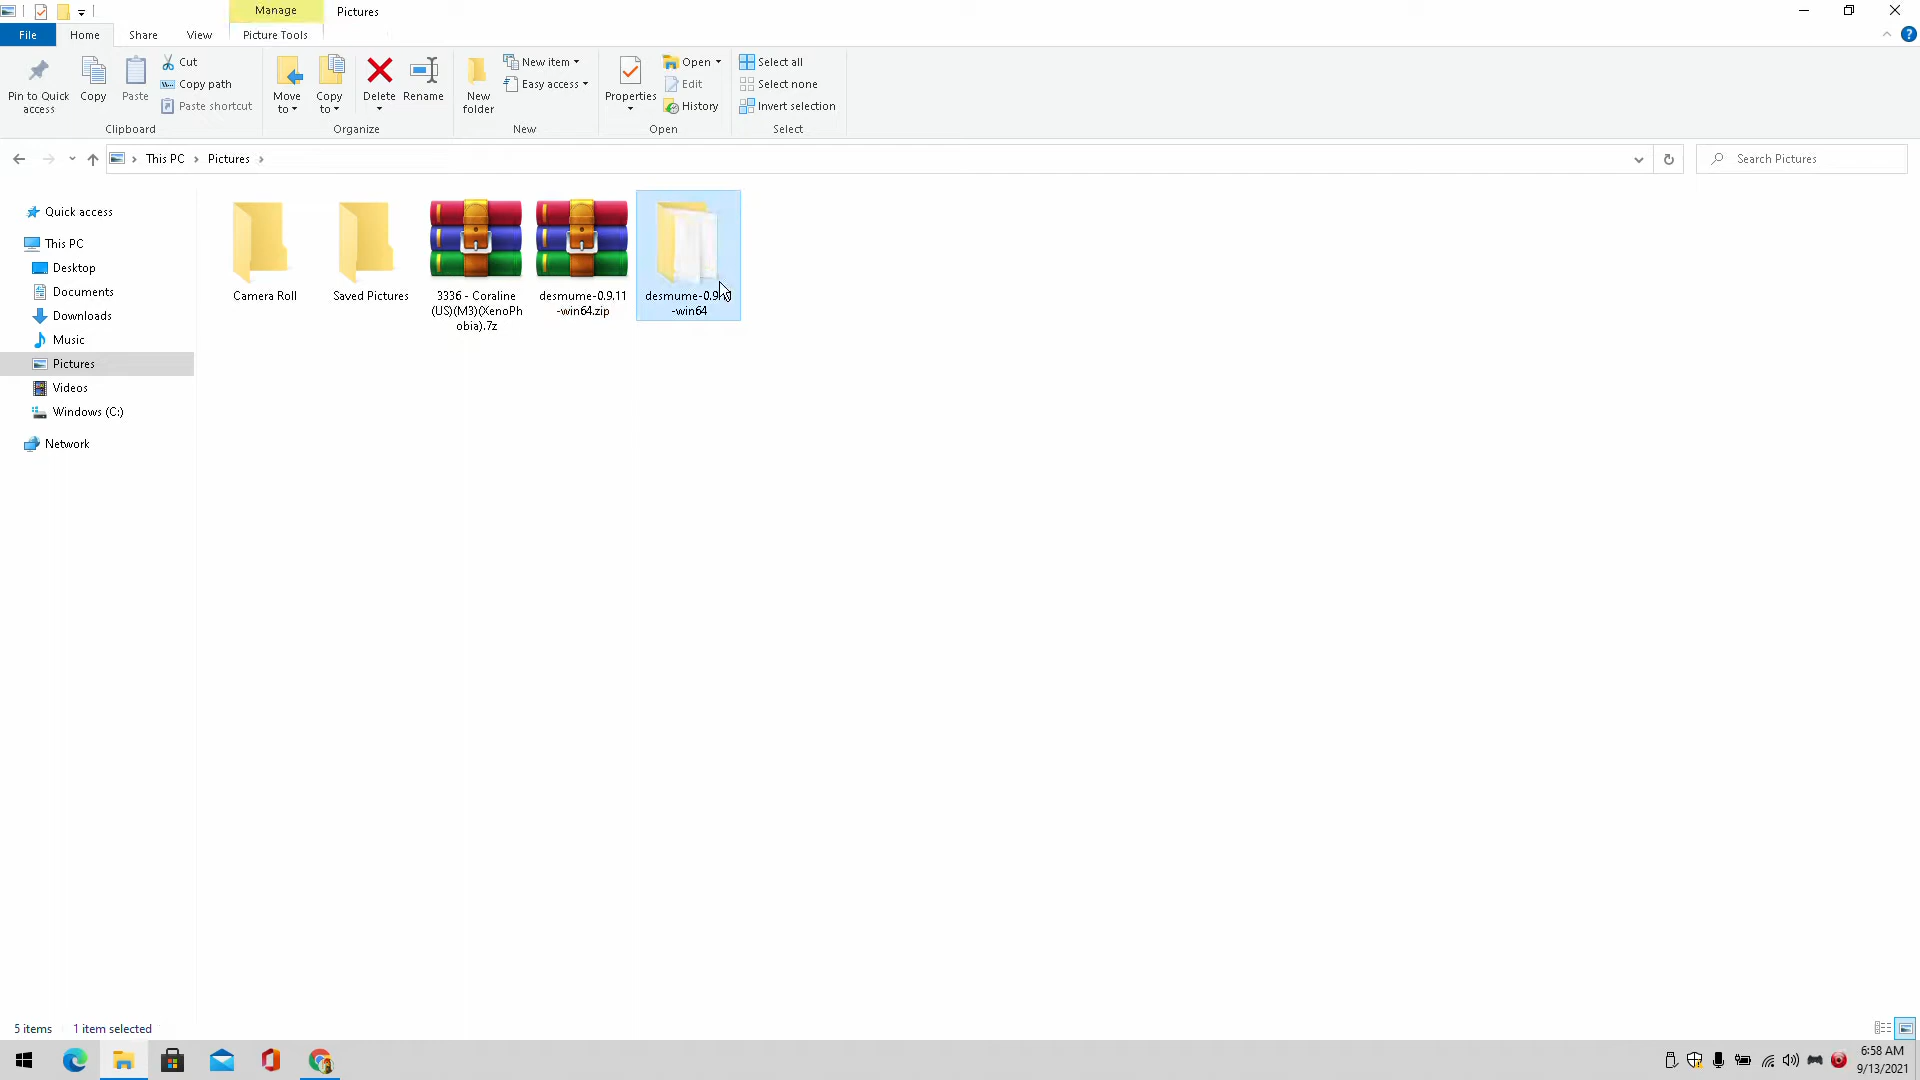 Manage
Pictures
File
Home
Share
View
Picture Tools
Pin to Quick
access
Copy
Paste
Cut
Copy path
Paste shortcut
Clipboard
Move
to
Copy
to
Delete
Rename
Organize
New
folder
New item
Easy access
New
Properties
Open
Edit
History
Open
Select all
Select none
Invert selection
Select
This PC
Pictures
Search Pictures
Quick access
This PC
Desktop
Documents
Downloads
Music
Pictures
Videos
Windows (C:)
Network
Camera Roll
Saved Pictures
3336 - Coraline
(US)(M3)(XenoPh
obia).7z
desmume-0.9.11
-win64.zip
desmume-0.9.11
-win64
5 items
1 item selected
6:58 AM
9/13/2021